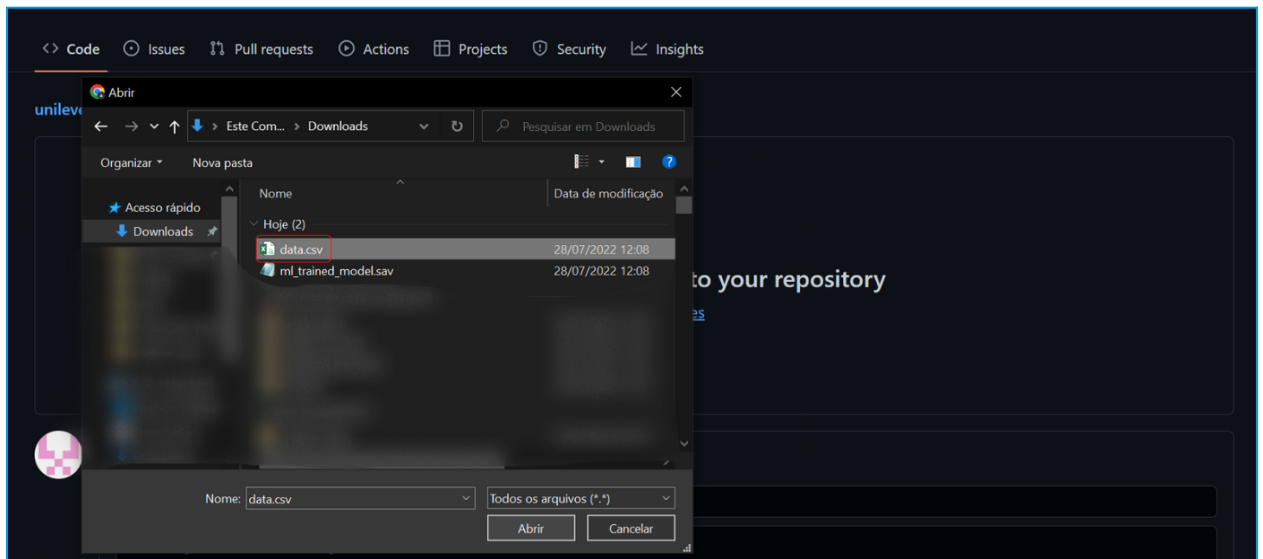 <> Code Issues Pull requests Actions Projects Security Insights
Abrir
unileve
Este Com... > Downloads
Pesquisar em Downloads
Organizar
Nova pasta
Nome
Data de modificação
Acesso rápido
Hoje (2)
Downloads
data.csv 28/07/2022 12:08
ml_trained_model.sav 28/07/2022 12:08
to your repository
es
Nome: data.csv
Todos os arquivos (*.*)
Abrir
Cancelar